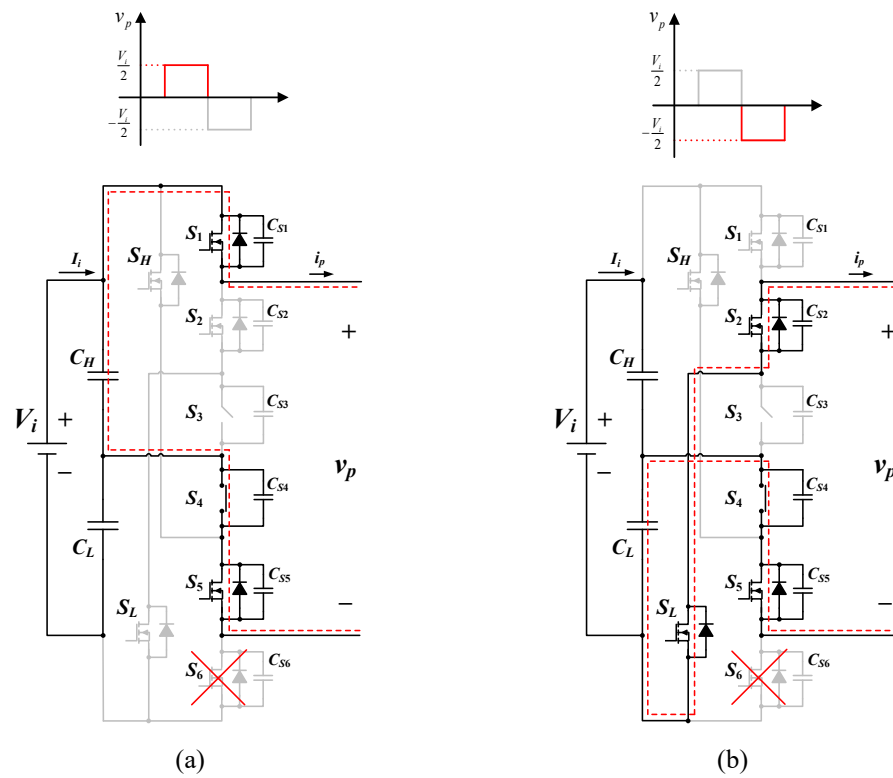 v_p
V_i/2
-V_i/2
S_1
C_S1
S_H
I_i
i_p
S_2
C_S2
+
C_H
S_3
C_S3
V_i
+
−
v_p
S_4
C_S4
C_L
S_5
C_S5
S_L
−
S_6
C_S6
(a)
v_p
V_i/2
-V_i/2
S_1
C_S1
S_H
I_i
i_p
S_2
C_S2
+
C_H
S_3
C_S3
V_i
+
−
v_p
S_4
C_S4
C_L
S_5
C_S5
S_L
−
S_6
C_S6
(b)